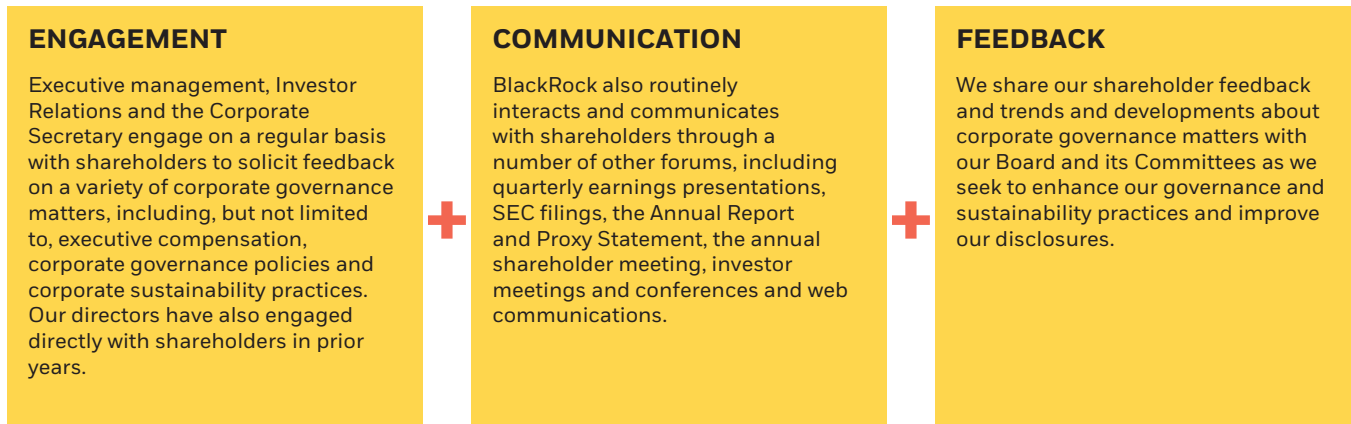 ENGAGEMENT
Executive management, Investor
Relations and the Corporate
Secretary engage on a regular basis
with shareholders to solicit feedback
on a variety of corporate governance
matters, including, but not limited
to, executive compensation,
corporate governance policies and
corporate sustainability practices.
Our directors have also engaged
directly with shareholders in prior
years.
COMMUNICATION
BlackRock also routinely
interacts and communicates
with shareholders through a
number of other forums, including
quarterly earnings presentations,
SEC filings, the Annual Report
and Proxy Statement, the annual
shareholder meeting, investor
meetings and conferences and web
communications.
FEEDBACK
We share our shareholder feedback
and trends and developments about
corporate governance matters with
our Board and its Committees as we
seek to enhance our governance and
sustainability practices and improve
our disclosures.